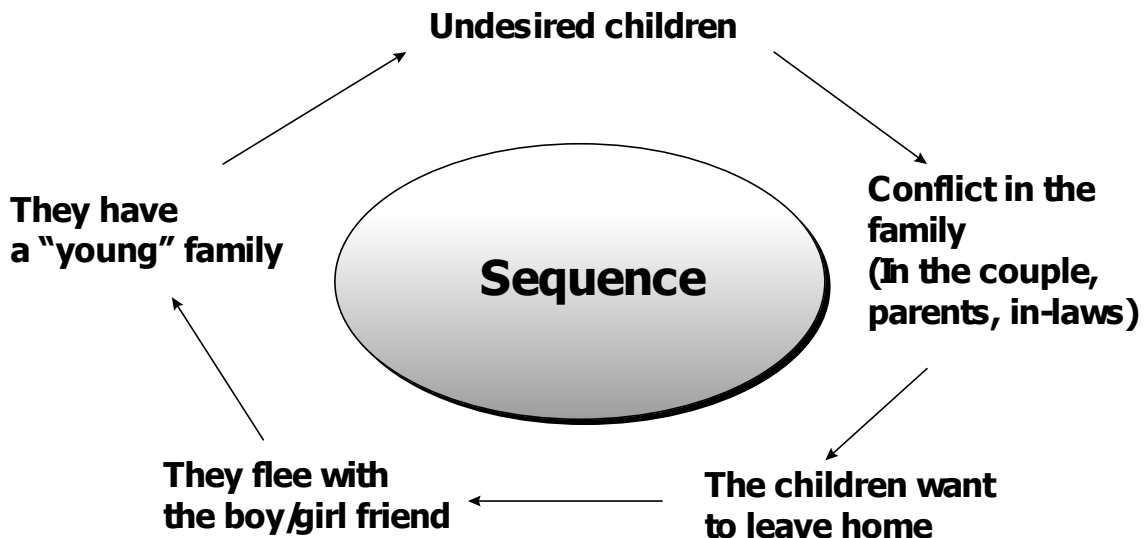 Undesired children
Conflict in the
family
(In the couple,
parents, in-laws)
The children want
to leave home
They flee with
the boy/girl friend
They have
a “young” family
Sequence